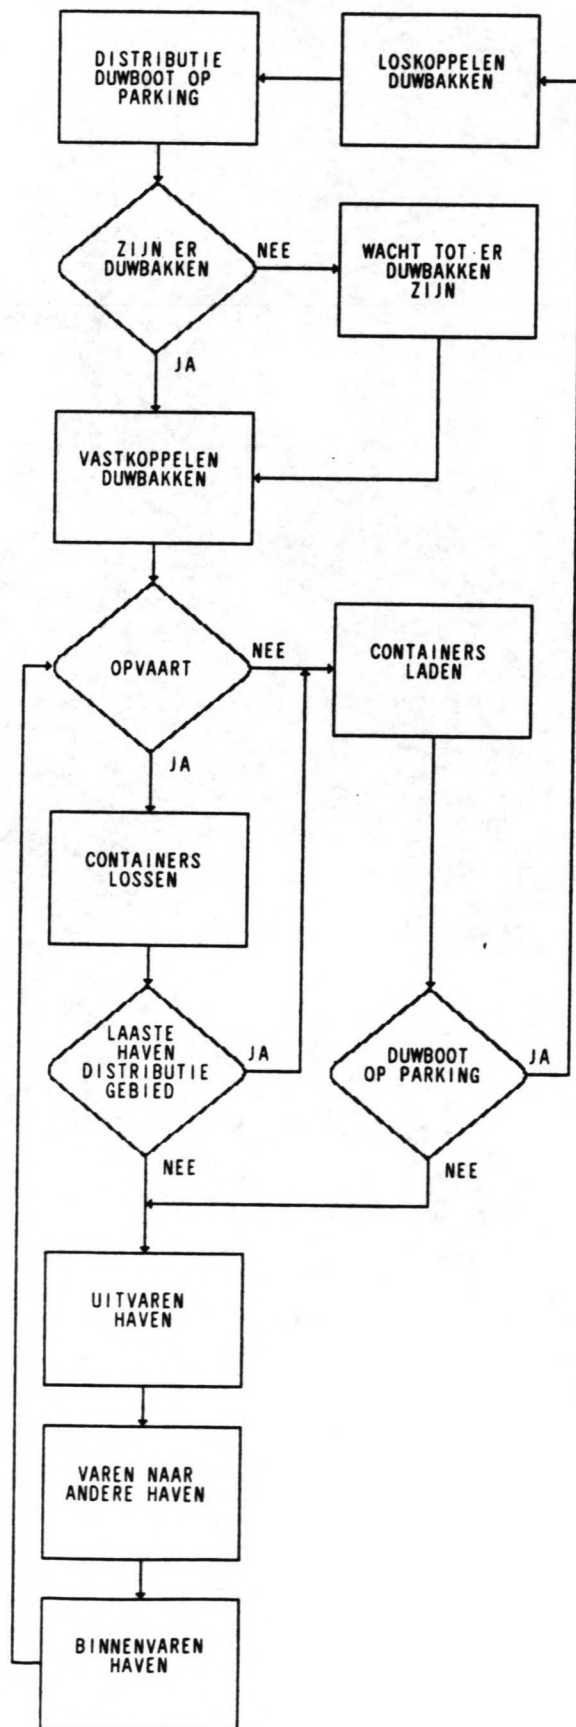 DISTRIBUTIE
DUWBOOT OP
PARKING
LOSKOPPELEN
DUWBAKKEN
ZIJN ER
DUWBAKKEN
NEE
WACHT TOT ER
DUWBAKKEN
ZIJN
JA
VASTKOPPELEN
DUWBAKKEN
OPVAART
NEE
CONTAINERS
LADEN
JA
CONTAINERS
LOSSEN
LAASTE
HAVEN
DISTRIBUTIE
GEBIED
JA
DUWBOOT
OP PARKING
JA
NEE
NEE
UITVAREN
HAVEN
VAREN NAAR
ANDERE HAVEN
BINNENVAREN
HAVEN